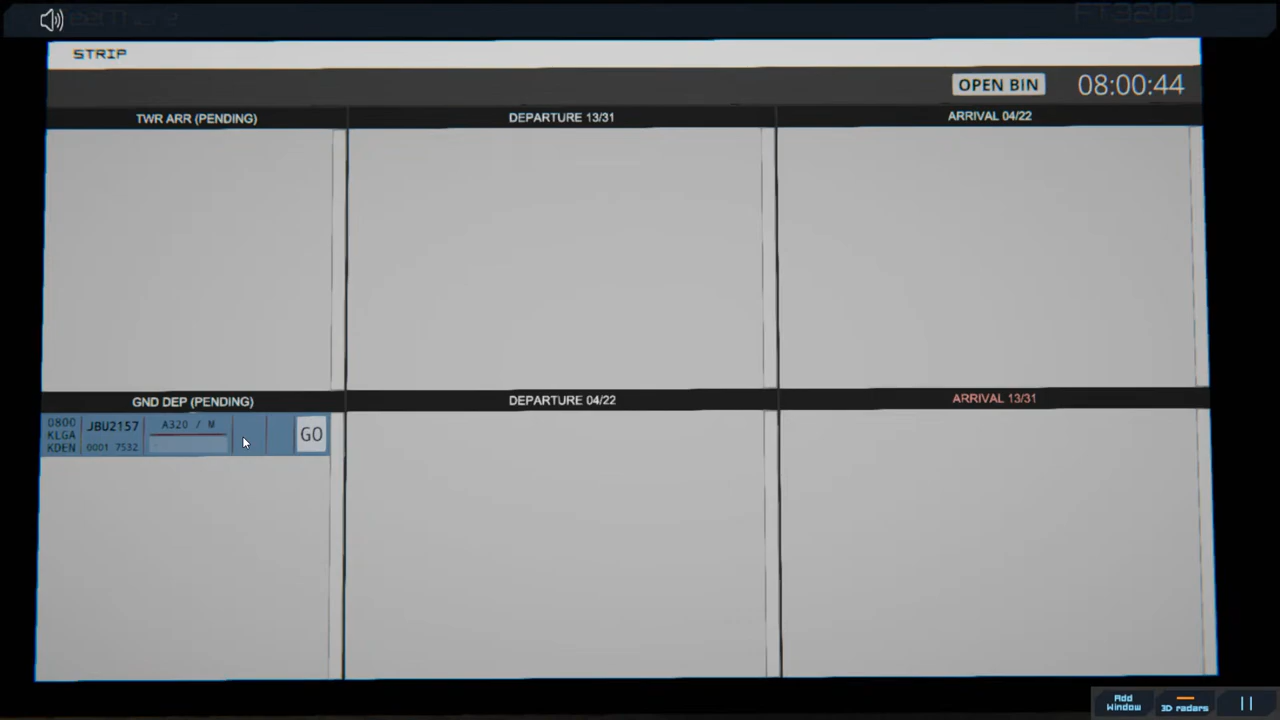 FT3200
STRIP
OPEN BIN 08:00:44
TWR ARR (PENDING)
DEPARTURE 13/31
ARRIVAL 04/22
GND DEP (PENDING)
DEPARTURE 04/22
ARRIVAL 13/31
0800
KLGA
KDEN
JBU2157
0001 7532
A320 / M
GO
Add
Window
3D radars